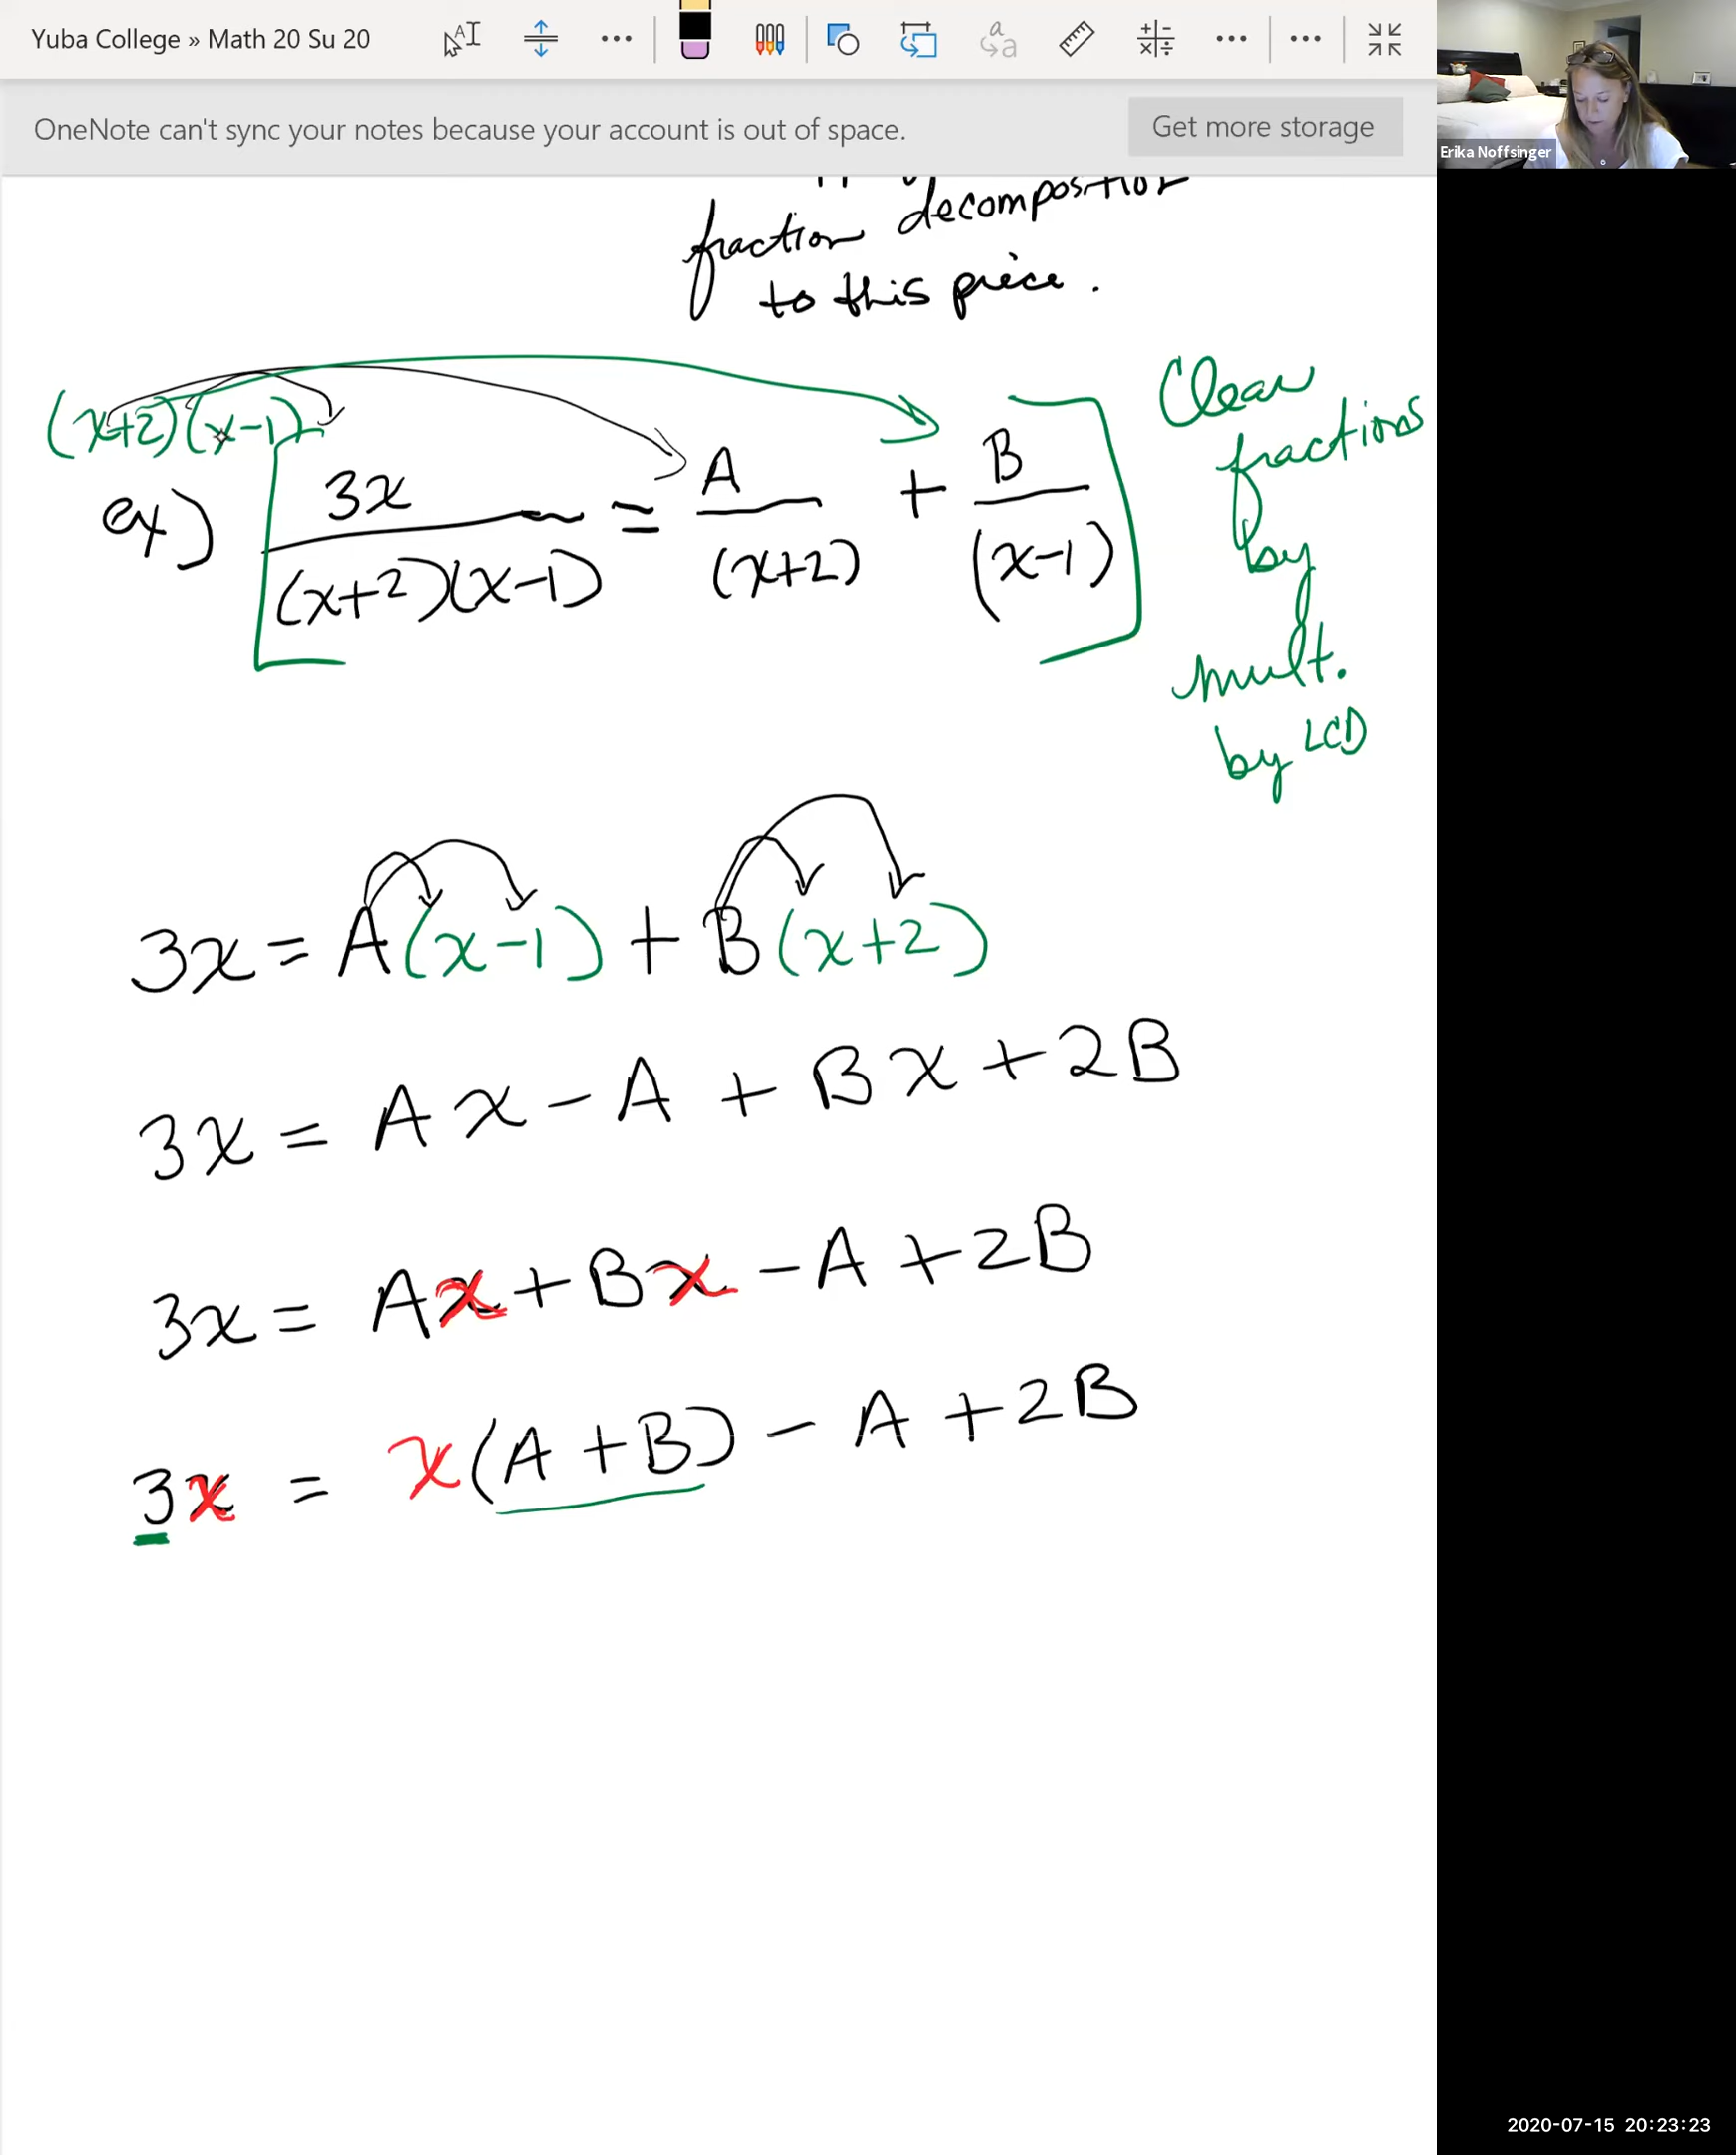 Yuba College » Math 20 Su 20
OneNote can't sync your notes because your account is out of space.
Get more storage
Erika Noffsinger
fraction decomposition
to this piece.
(x+2)(x-1)
ex) 3x/((x+2)(x-1)) = A/(x+2) + B/(x-1)
Clear
fractions
by
mult.
by LCD
3x = A(x-1) + B(x+2)
3x = Ax - A + Bx + 2B
3x = Ax + Bx - A + 2B
3x = x(A + B) - A + 2B
2020-07-15 20:23:23